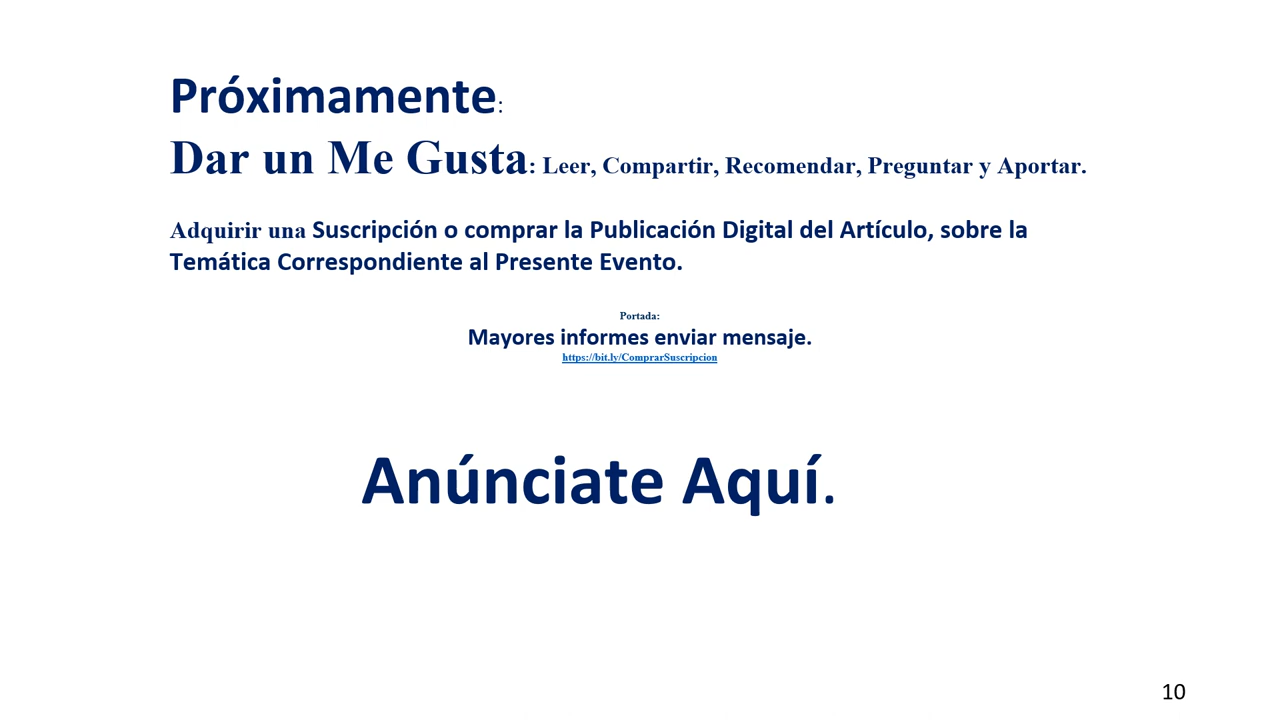 Próximamente:
Dar un Me Gusta: Leer, Compartir, Recomendar, Preguntar y Aportar.
Adquirir una Suscripción o comprar la Publicación Digital del Artículo, sobre la
Temática Correspondiente al Presente Evento.
Portada:
Mayores informes enviar mensaje.
https://bit.ly/ComprarSuscripcion
Anúnciate Aquí.
10